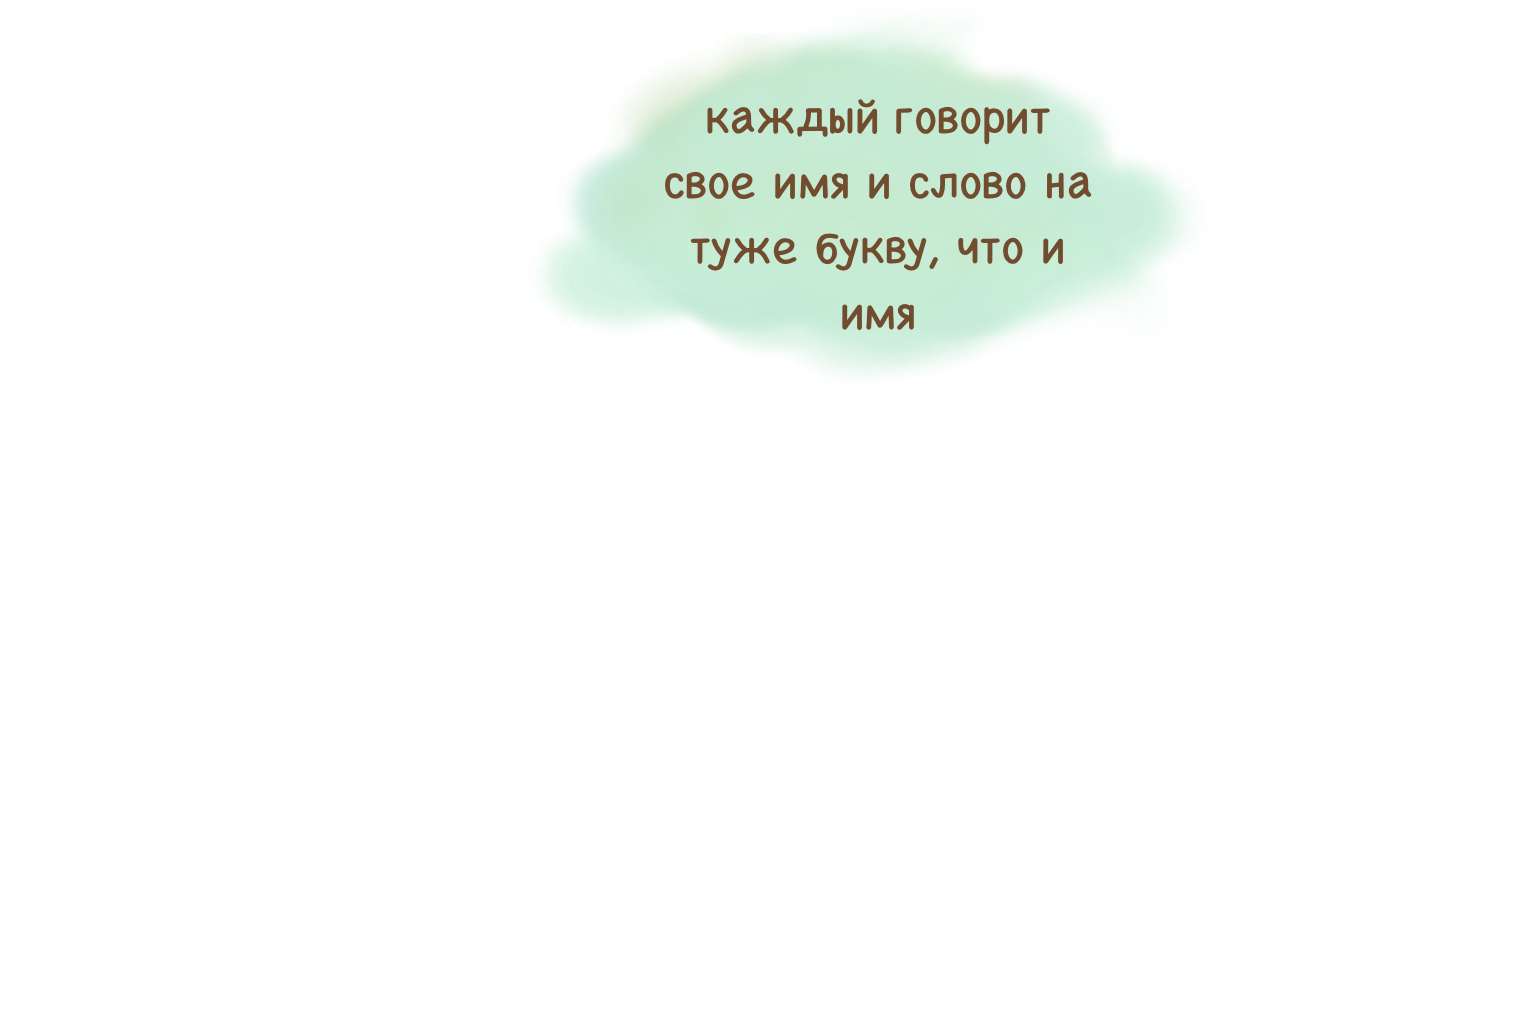 каждый говорит
свое имя и слово на
туже букву, что и
имя